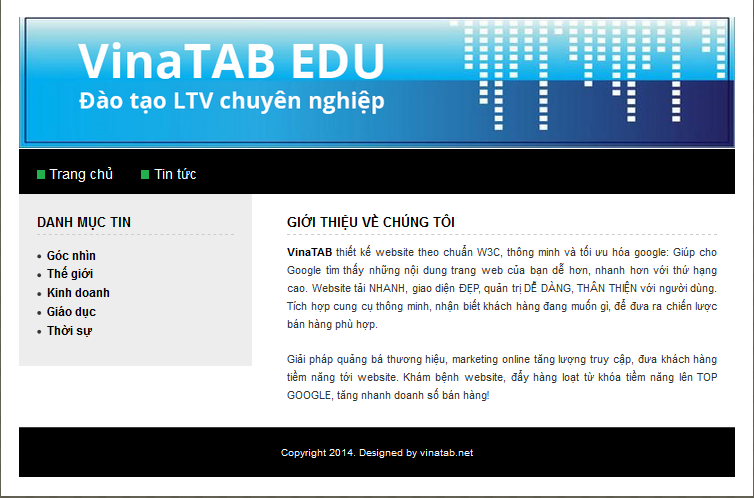 VinaTAB EDU
Đào tạo LTV chuyên nghiệp
Trang chủ
Tin tức
DANH MỤC TIN
Góc nhìn
Thế giới
Kinh doanh
Giáo dục
Thời sự
GIỚI THIỆU VỀ CHÚNG TÔI
VinaTAB thiết kế website theo chuẩn W3C, thông minh và tối ưu hóa google: Giúp cho
Google tìm thấy những nội dung trang web của bạn dễ hơn, nhanh hơn với thứ hạng
cao. Website tải NHANH, giao diện ĐẸP, quản trị DỄ DÀNG, THÂN THIỆN với người dùng.
Tích hợp cung cụ thông minh, nhận biết khách hàng đang muốn gì, để đưa ra chiến lược
bán hàng phù hợp.
Giải pháp quảng bá thương hiệu, marketing online tăng lượng truy cập, đưa khách hàng
tiềm năng tới website. Khám bệnh website, đẩy hàng loạt từ khóa tiềm năng lên TOP
GOOGLE, tăng nhanh doanh số bán hàng!
Copyright 2014. Designed by vinatab.net